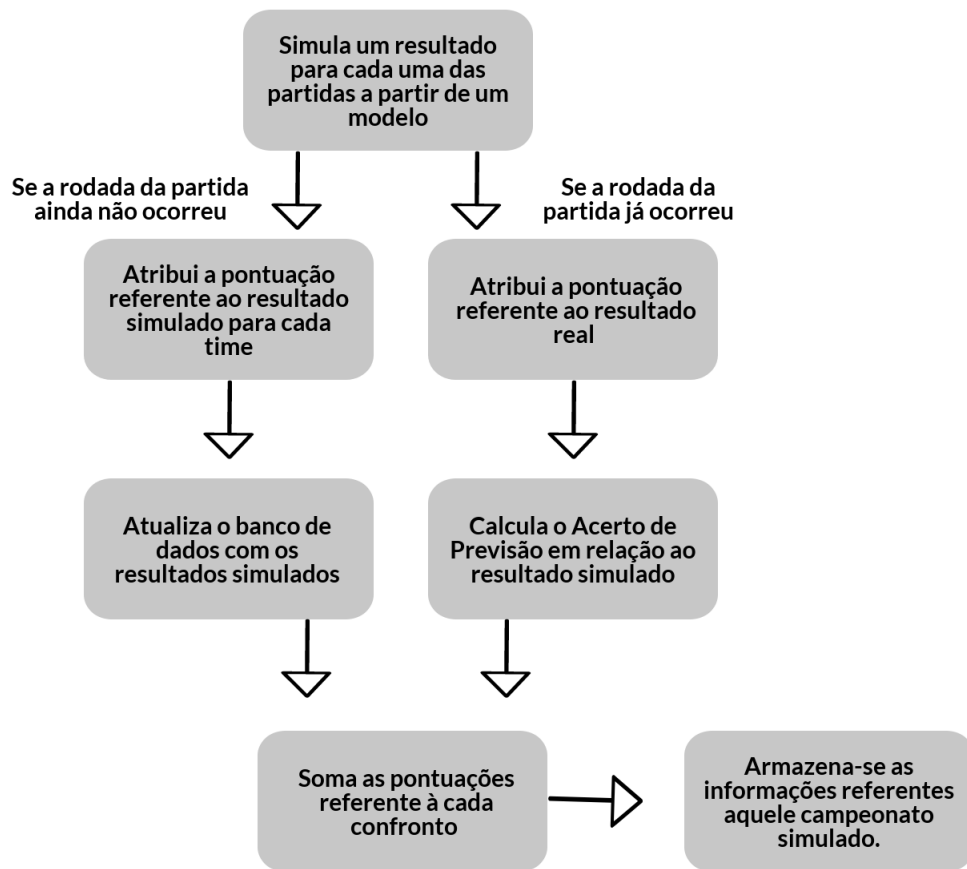 Simula um resultado
para cada uma das
partidas a partir de um
modelo
Se a rodada da partida
ainda não ocorreu
Se a rodada da
partida já ocorreu
Atribui a pontuação
referente ao resultado
simulado para cada
time
Atribui a pontuação
referente ao resultado
real
Atualiza o banco de
dados com os
resultados simulados
Calcula o Acerto de
Previsão em relação ao
resultado simulado
Soma as pontuações
referente à cada
confronto
Armazena-se as
informações referentes
aquele campeonato
simulado.